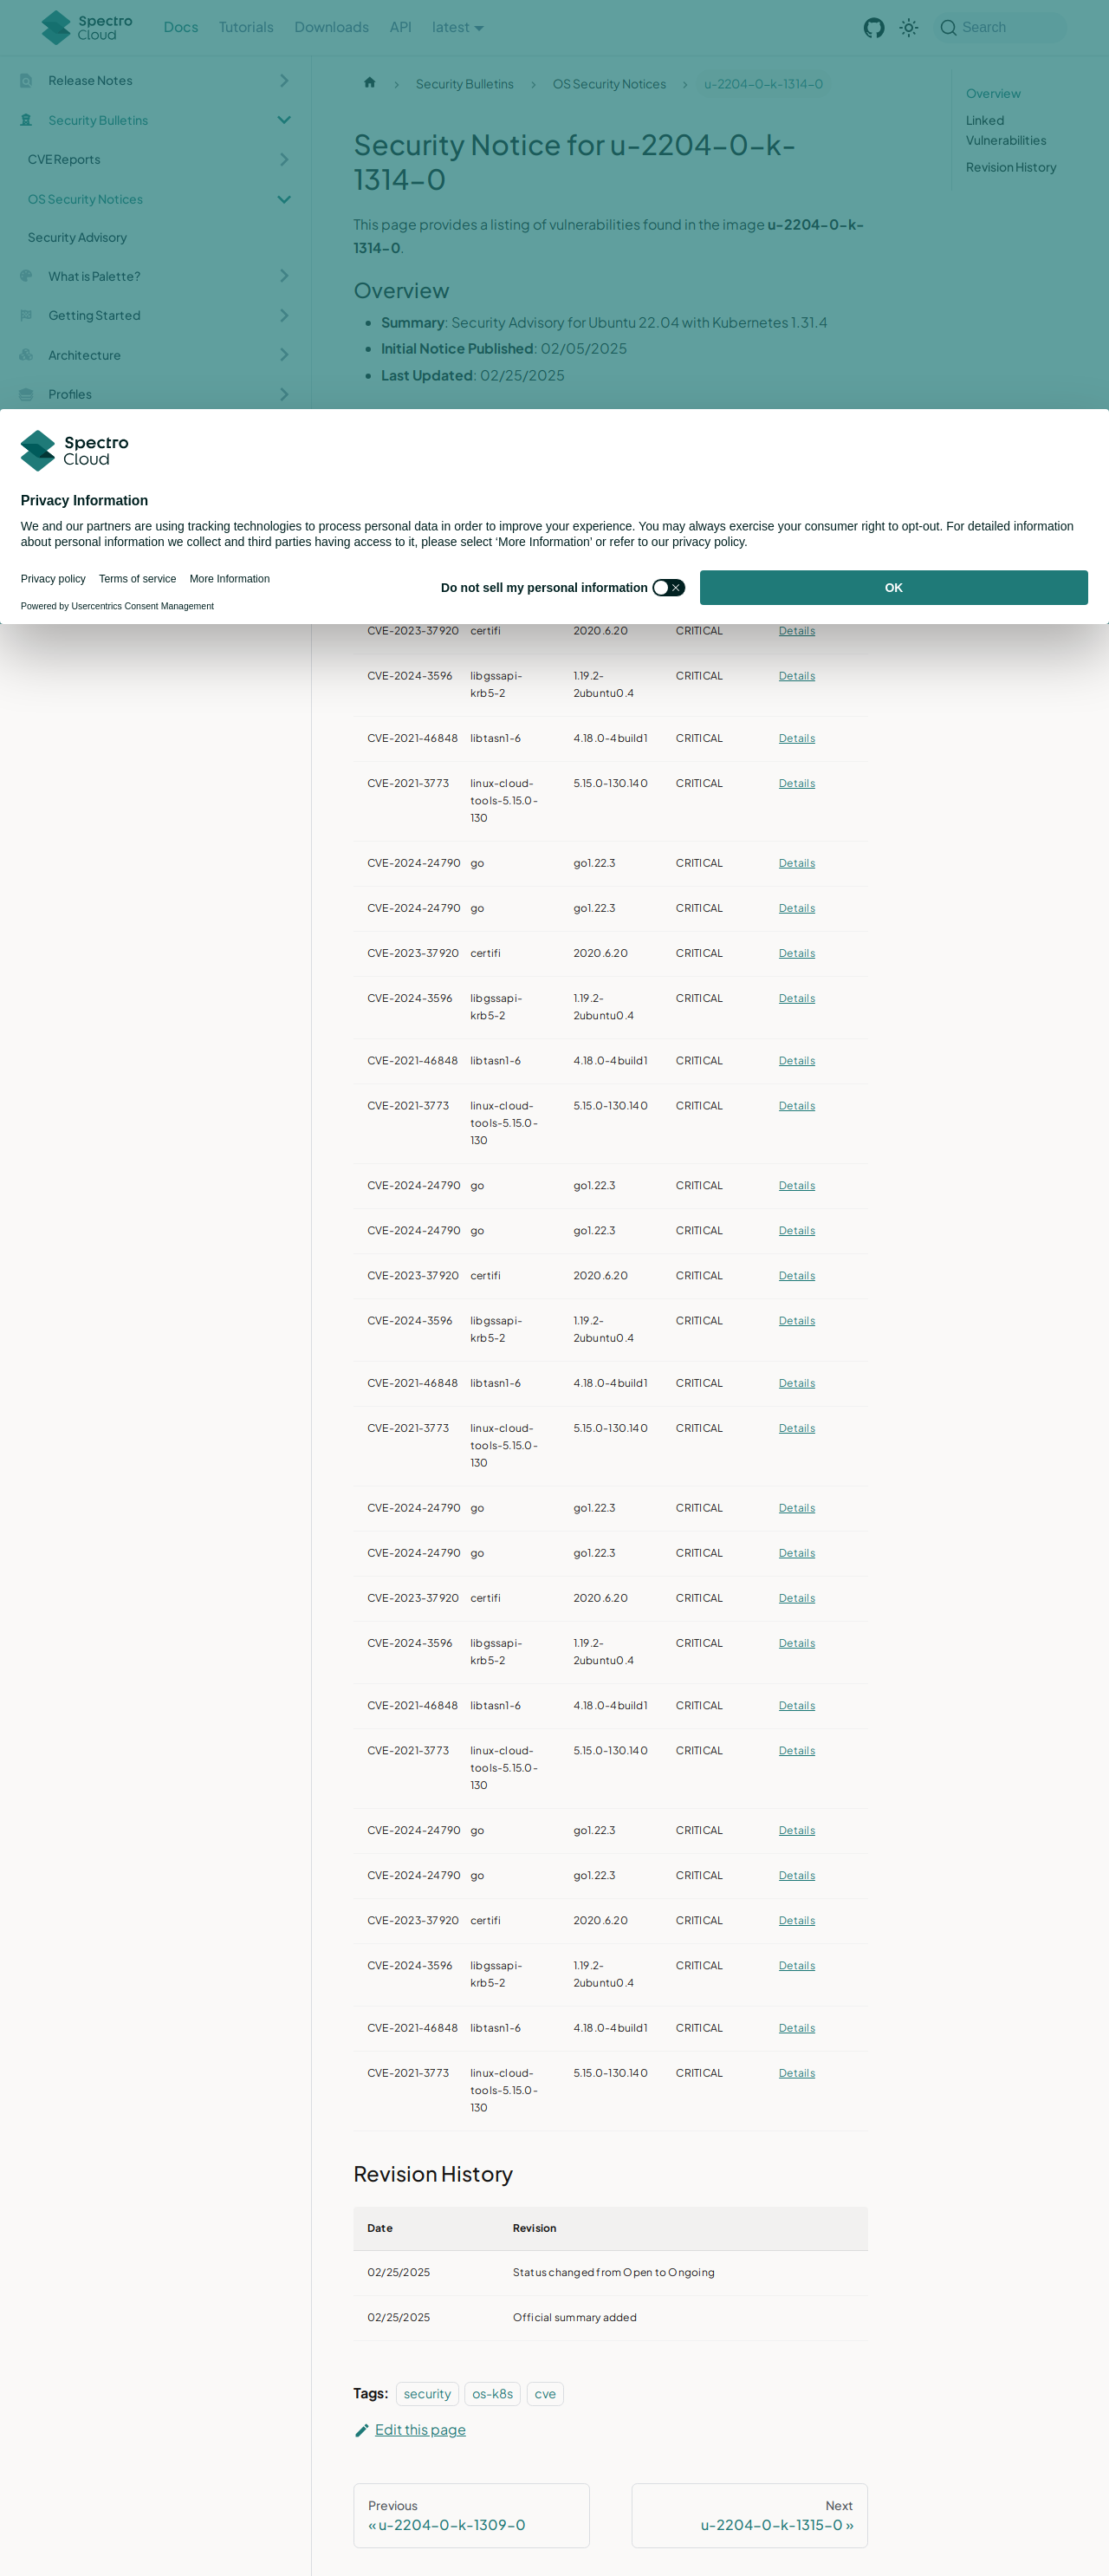 Spectro Cloud
Docs
Tutorials
Downloads
API
latest
Search
Release Notes
Security Bulletins
CVE Reports
OS Security Notices
Security Advisory
What is Palette?
Getting Started
Architecture
Profiles
Security Bulletins
OS Security Notices
u-2204-0-k-1314-0
Security Notice for u-2204-0-k-
1314-0
This page provides a listing of vulnerabilities found in the image u-2204-0-k-
1314-0.
Overview
Summary: Security Advisory for Ubuntu 22.04 with Kubernetes 1.31.4
Initial Notice Published: 02/05/2025
Last Updated: 02/25/2025
Overview
Linked
Vulnerabilities
Revision History
Spectro
Cloud
Privacy Information
We and our partners are using tracking technologies to process personal data in order to improve your experience. You may always exercise your consumer right to opt-out. For detailed information
about personal information we collect and third parties having access to it, please select ‘More Information’ or refer to our privacy policy.
Privacy policy
Terms of service
More Information
Powered by Usercentrics Consent Management
Do not sell my personal information
OK
CVE-2023-37920 certifi 2020.6.20 CRITICAL Details
CVE-2024-3596 libgssapi- 1.19.2- CRITICAL Details
krb5-2 2ubuntu0.4
CVE-2021-46848 libtasn1-6 4.18.0-4build1 CRITICAL Details
CVE-2021-3773 linux-cloud- 5.15.0-130.140 CRITICAL Details
tools-5.15.0-
130
CVE-2024-24790 go go1.22.3 CRITICAL Details
CVE-2024-24790 go go1.22.3 CRITICAL Details
CVE-2023-37920 certifi 2020.6.20 CRITICAL Details
CVE-2024-3596 libgssapi- 1.19.2- CRITICAL Details
krb5-2 2ubuntu0.4
CVE-2021-46848 libtasn1-6 4.18.0-4build1 CRITICAL Details
CVE-2021-3773 linux-cloud- 5.15.0-130.140 CRITICAL Details
tools-5.15.0-
130
CVE-2024-24790 go go1.22.3 CRITICAL Details
CVE-2024-24790 go go1.22.3 CRITICAL Details
CVE-2023-37920 certifi 2020.6.20 CRITICAL Details
CVE-2024-3596 libgssapi- 1.19.2- CRITICAL Details
krb5-2 2ubuntu0.4
CVE-2021-46848 libtasn1-6 4.18.0-4build1 CRITICAL Details
CVE-2021-3773 linux-cloud- 5.15.0-130.140 CRITICAL Details
tools-5.15.0-
130
CVE-2024-24790 go go1.22.3 CRITICAL Details
CVE-2024-24790 go go1.22.3 CRITICAL Details
CVE-2023-37920 certifi 2020.6.20 CRITICAL Details
CVE-2024-3596 libgssapi- 1.19.2- CRITICAL Details
krb5-2 2ubuntu0.4
CVE-2021-46848 libtasn1-6 4.18.0-4build1 CRITICAL Details
CVE-2021-3773 linux-cloud- 5.15.0-130.140 CRITICAL Details
tools-5.15.0-
130
CVE-2024-24790 go go1.22.3 CRITICAL Details
CVE-2024-24790 go go1.22.3 CRITICAL Details
CVE-2023-37920 certifi 2020.6.20 CRITICAL Details
CVE-2024-3596 libgssapi- 1.19.2- CRITICAL Details
krb5-2 2ubuntu0.4
CVE-2021-46848 libtasn1-6 4.18.0-4build1 CRITICAL Details
CVE-2021-3773 linux-cloud- 5.15.0-130.140 CRITICAL Details
tools-5.15.0-
130
Revision History
Date Revision
02/25/2025 Status changed from Open to Ongoing
02/25/2025 Official summary added
Tags: security os-k8s cve
Edit this page
Previous
« u-2204-0-k-1309-0
Next
u-2204-0-k-1315-0 »